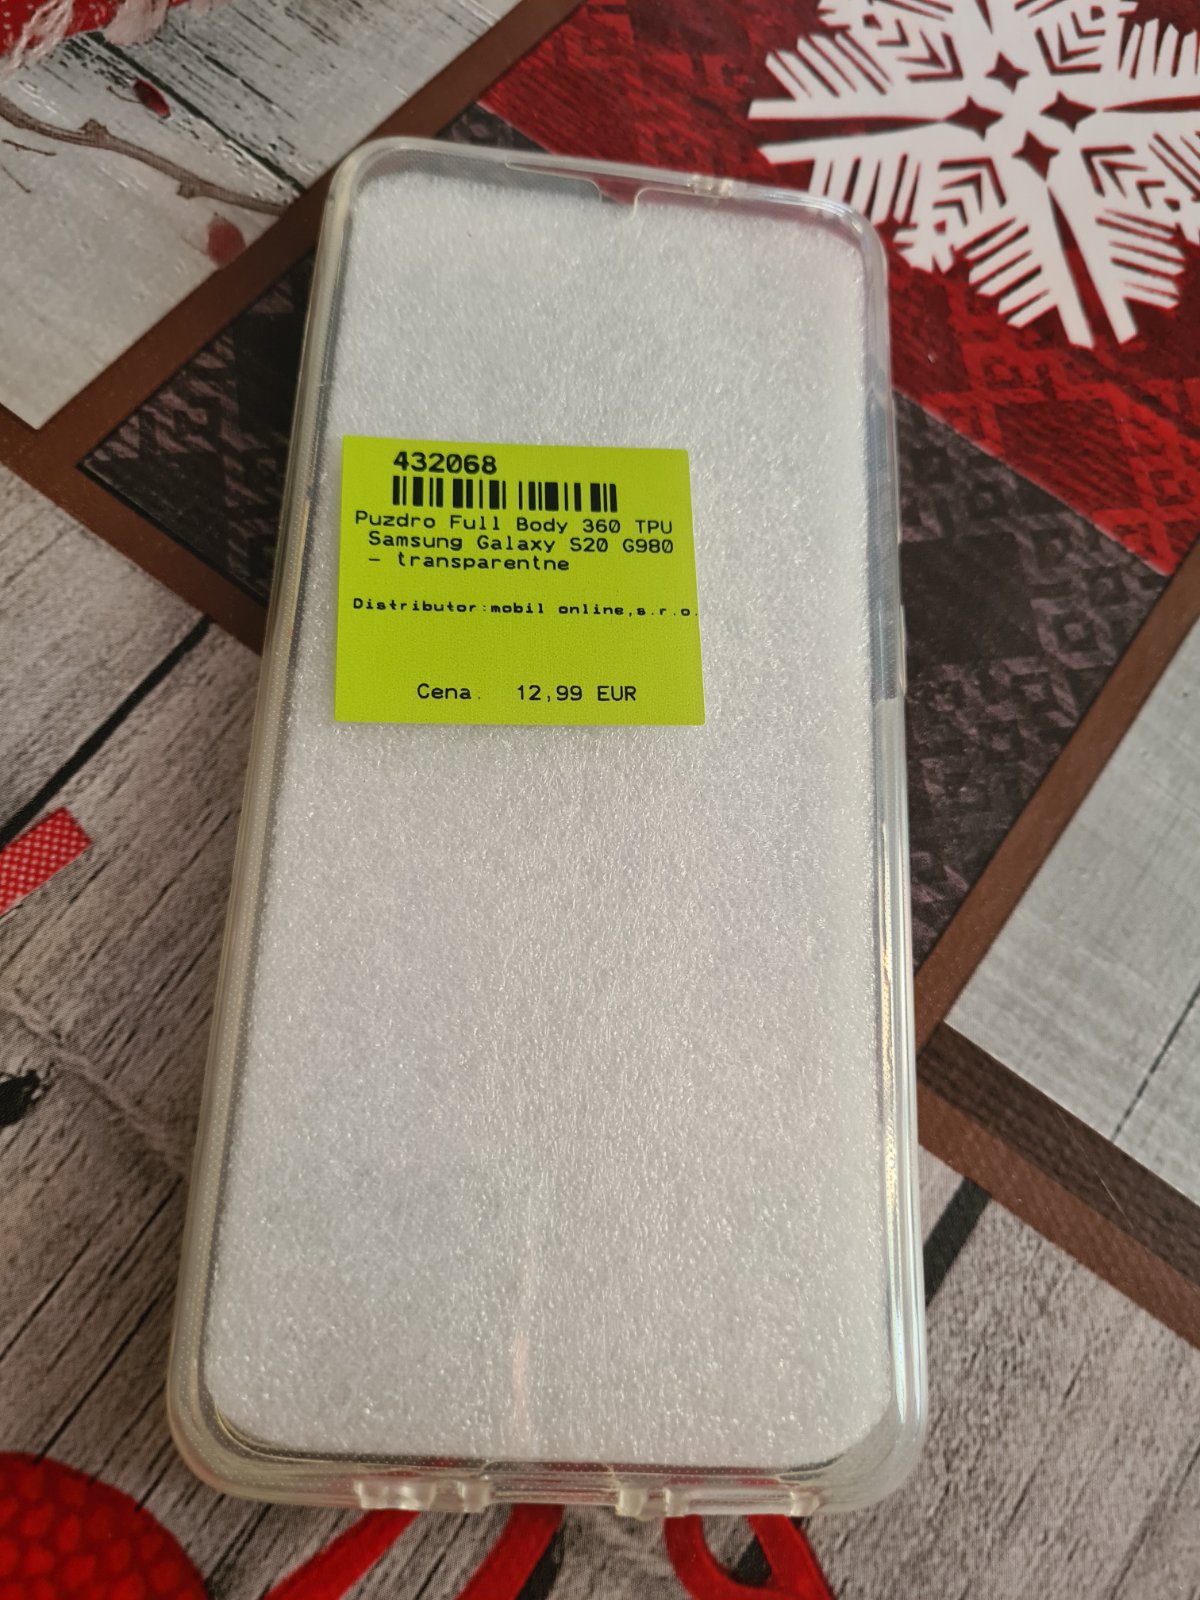 432068
Puzdro Full Body 360 TPU
Samsung Galaxy S20 G980
- transparentne
Distributor:mobil online,s.r.o.
Cena. 12,99 EUR